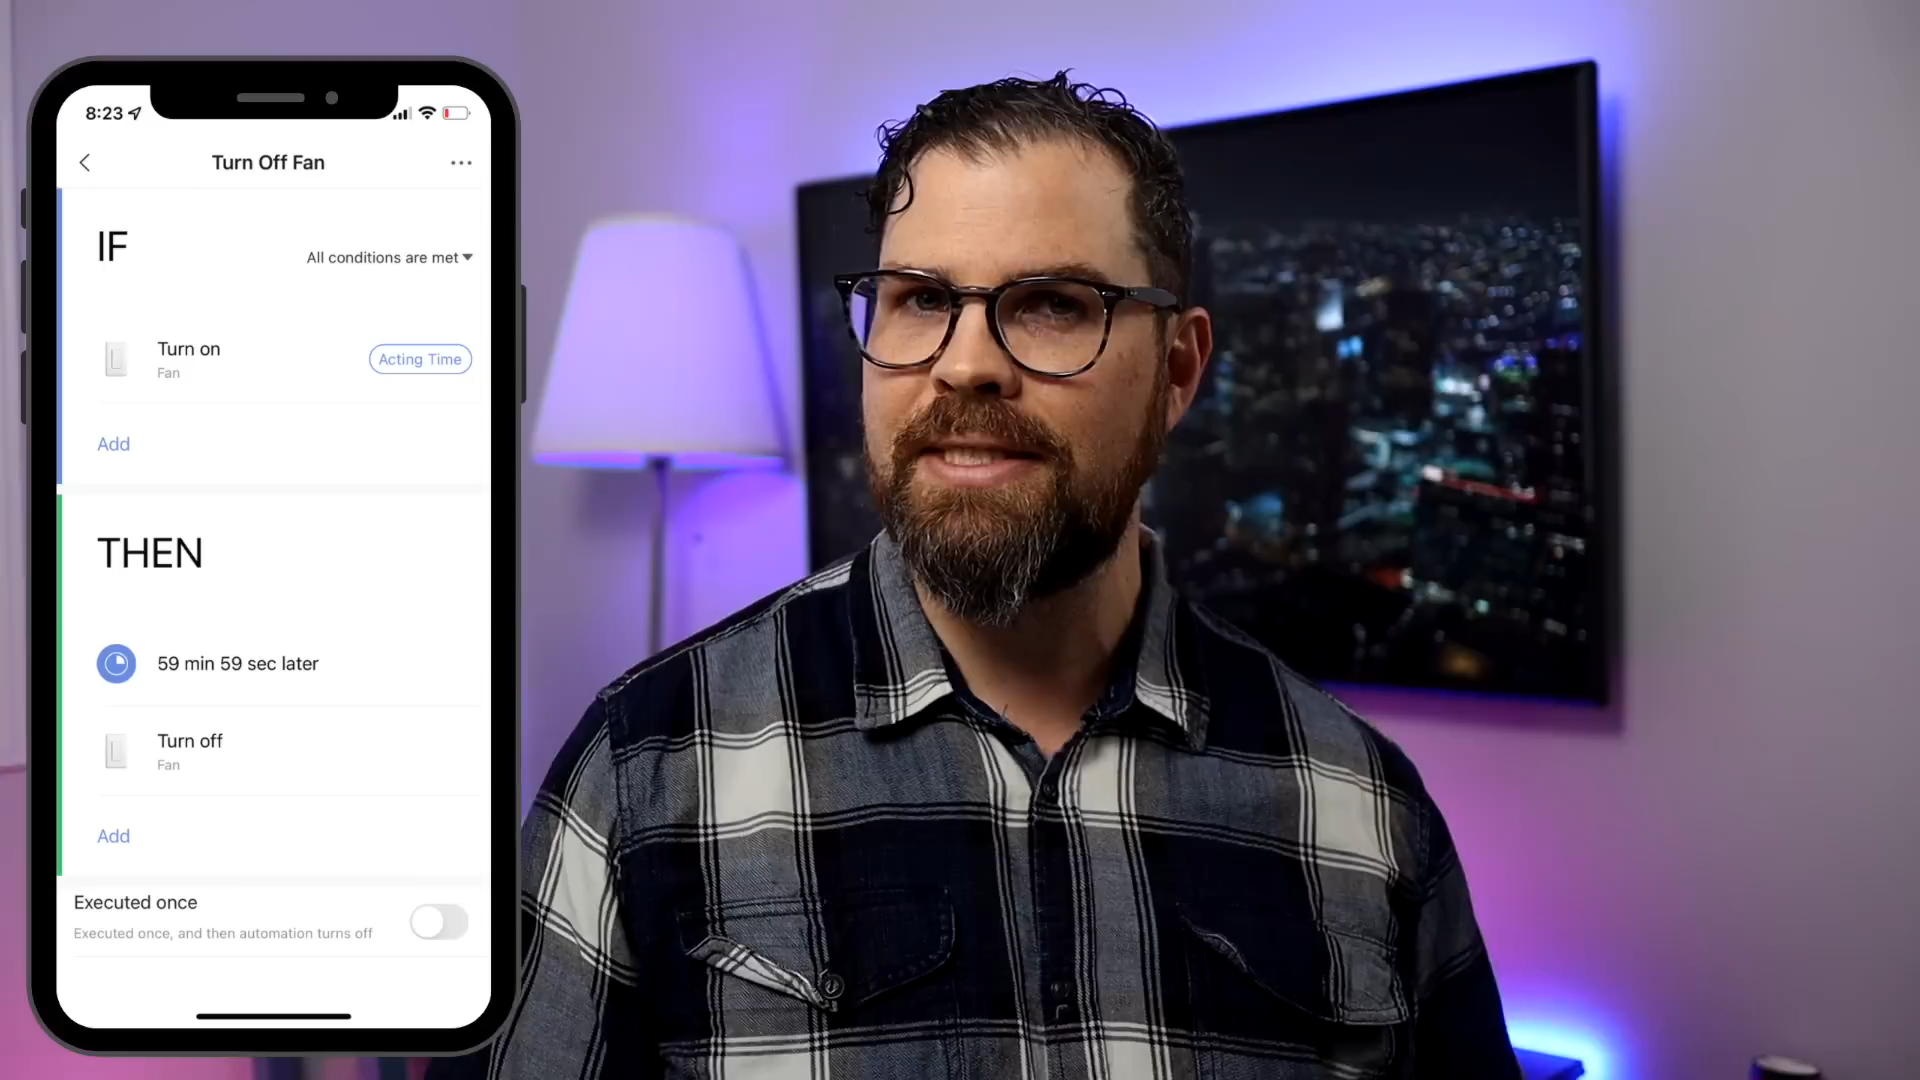 8:23
Turn Off Fan
IF
All conditions are met
Turn on
Fan
Acting Time
Add
THEN
59 min 59 sec later
Turn off
Fan
Add
Executed once
Executed once, and then automation turns off